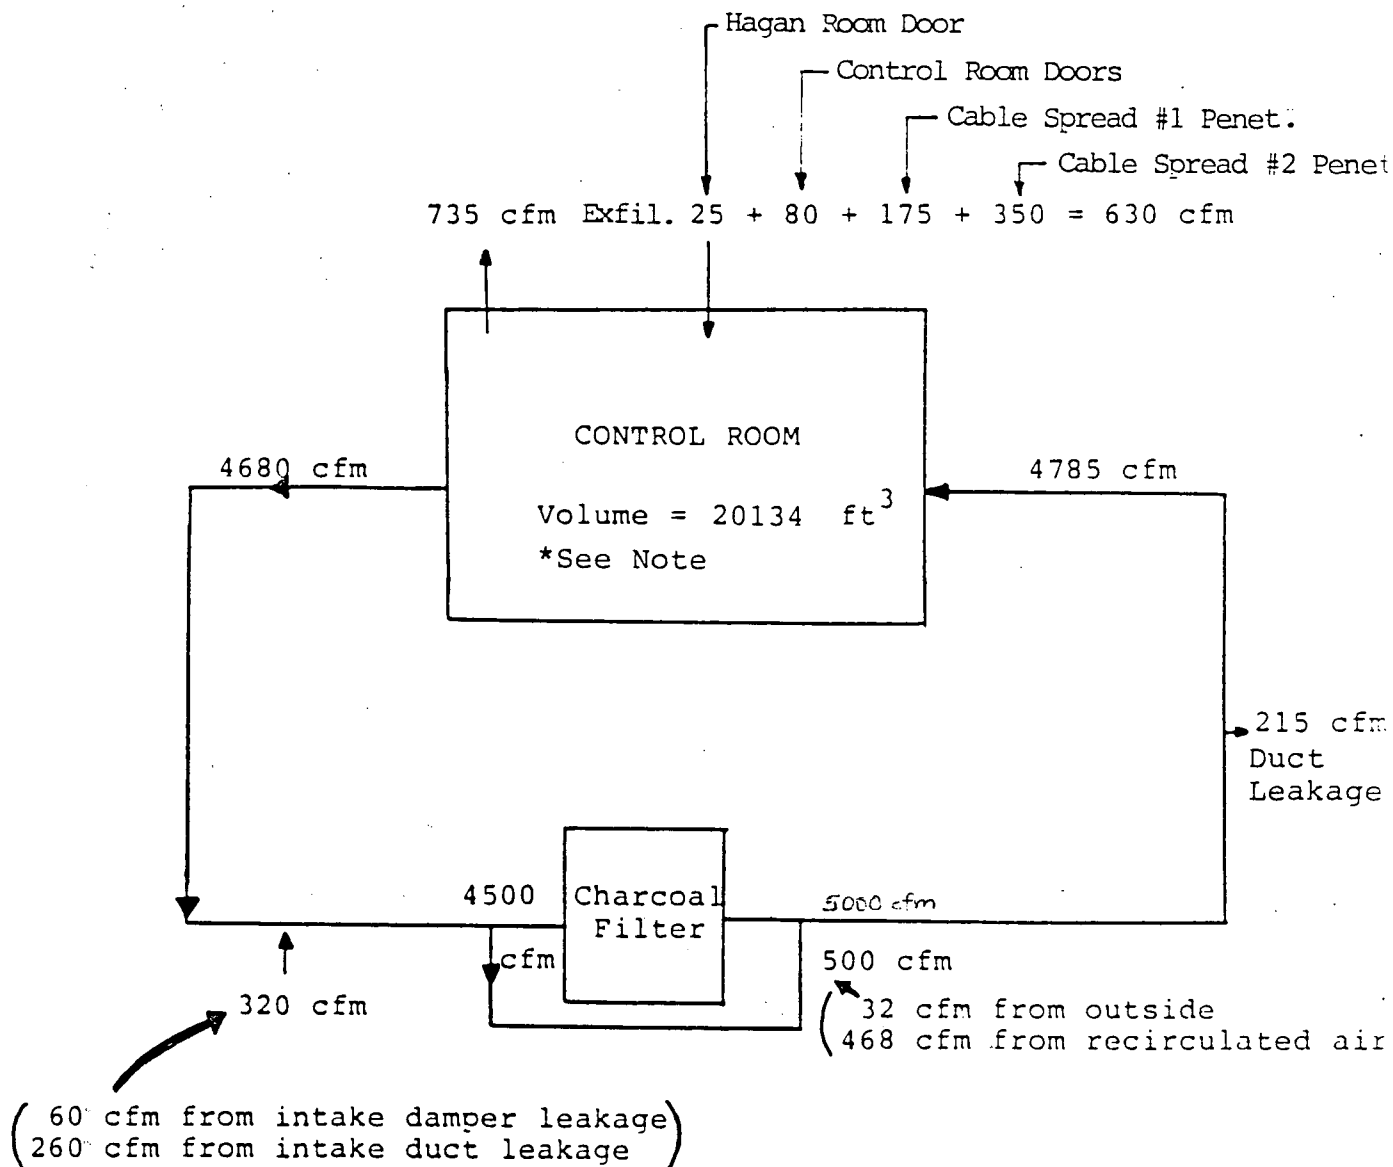 Hagan Room Door
Control Room Doors
Cable Spread #1 Penet.
Cable Spread #2 Penet
735 cfm Exfil. 25 + 80 + 175 + 350 = 630 cfm
CONTROL ROOM
4680 cfm
4785 cfm
Volume = 20134 ft³
*See Note
215 cfm
Duct
Leakage
4500
cfm
Charcoal
Filter
5000 cfm
500 cfm
320 cfm
( 32 cfm from outside
468 cfm from recirculated air
( 60 cfm from intake damper leakage )
260 cfm from intake duct leakage